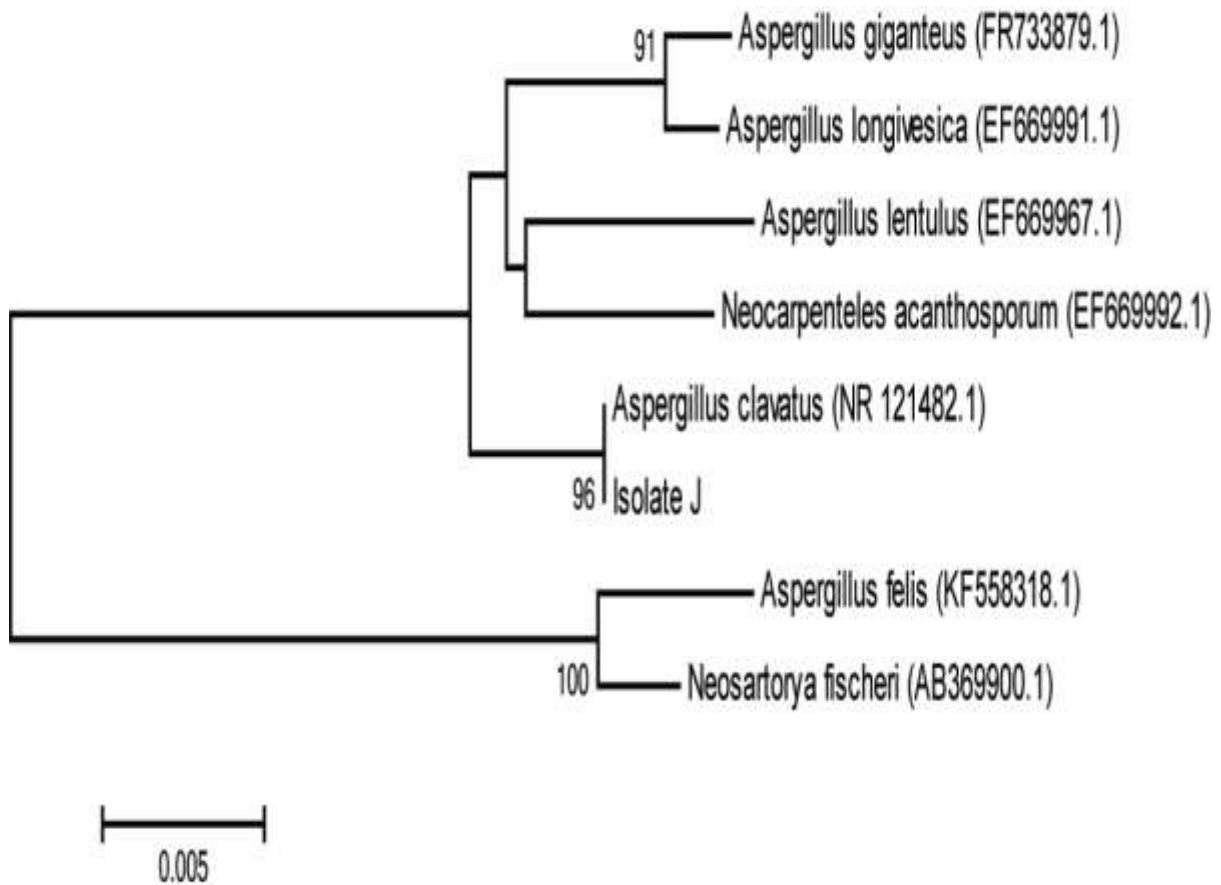 91
Aspergillus giganteus (FR733879.1)
Aspergillus longivesica (EF669991.1)
Aspergillus lentulus (EF669967.1)
Neocarpenteles acanthosporum (EF669992.1)
Aspergillus clavatus (NR 121482.1)
96
Isolate J
Aspergillus felis (KF558318.1)
100
Neosartorya fischeri (AB369900.1)
0.005